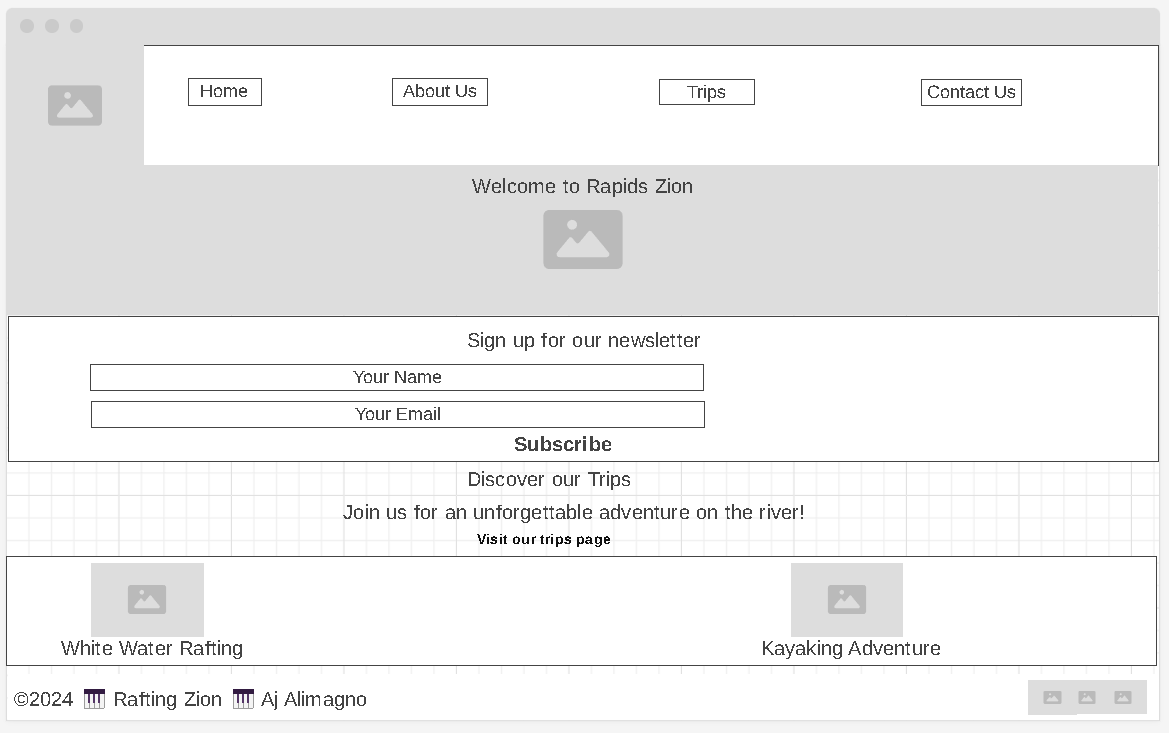 Home About Us Trips Contact Us
Welcome to Rapids Zion
Sign up for our newsletter
Your Name
Your Email
Subscribe
Discover our Trips
Join us for an unforgettable adventure on the river!
Visit our trips page
White Water Rafting Kayaking Adventure
©2024 🎹 Rafting Zion 🎹 Aj Alimagno